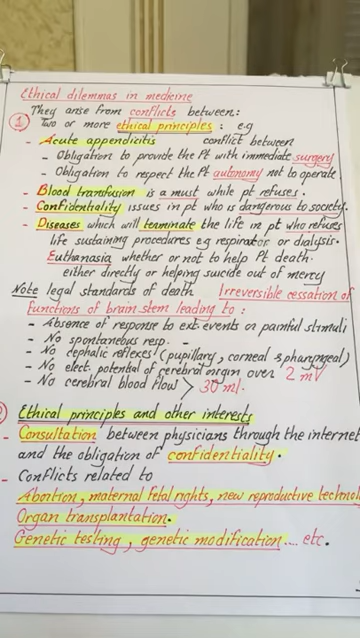 Ethical dilemmas in medicine
They arise from conflicts between:
① Two or more ethical principles : e.g
- Acute appendicitis conflict between
- Obligation to provide the Pt with immediate surgery
- Obligation to respect the Pt autonomy not to operate
- Blood transfusion is a must while pt refuses.
- Confidentiality issues in pt who is dangerous to society.
- Diseases which will terminate the life in pt who refuses
life sustaining procedures e.g respirator or dialysis.
Euthanasia whether or not to help Pt death.
either directly or helping suicide out of mercy
Note legal standards of death Irreversible cessation of
functions of brain stem leading to :
- Absence of response to ext. events or painful stimuli
- No spontaneous resp. -
- No cephalic reflexes (pupillary, corneal & pharyngeal)
- No elect. potential of cerebral organ over 2 mV
- No cerebral blood flow > 30 ml.
Ethical principles and other interests
- Consultation between physicians through the internet
and the obligation of confidentiality.
- Conflicts related to
Abortion, maternal fetal rights, new reproductive
Organ transplantation.
Genetic testing, genetic modification.... etc.